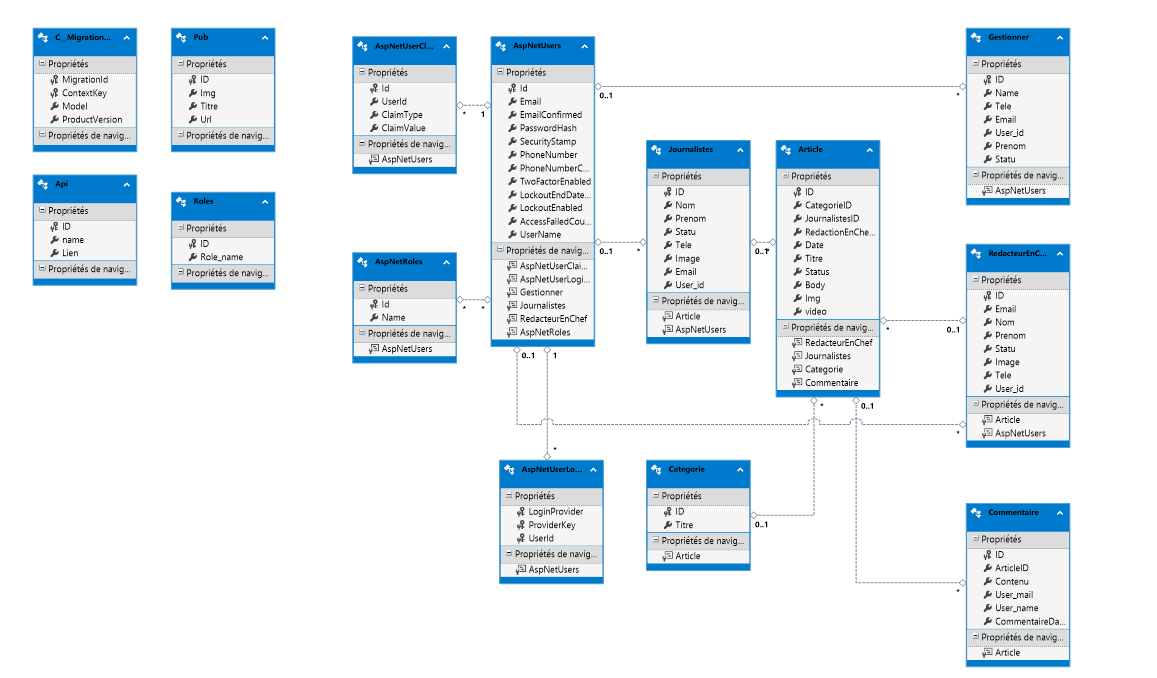 C__Migration...
Propriétés
MigrationId
ContextKey
Model
ProductVersion
Propriétés de navig...
Pub
Propriétés
ID
Img
Titre
Url
Propriétés de navig...
Api
Propriétés
ID
name
Lien
Propriétés de navig...
Roles
Propriétés
ID
Role_name
Propriétés de navig...
AspNetUserCl...
Propriétés
Id
UserId
ClaimType
ClaimValue
Propriétés de navig...
AspNetUsers
* 1
AspNetRoles
Propriétés
Id
Name
Propriétés de navig...
AspNetUsers
* *
AspNetUsers
Propriétés
Id
Email
EmailConfirmed
PasswordHash
SecurityStamp
PhoneNumber
PhoneNumberC...
TwoFactorEnabled
LockoutEndDate...
LockoutEnabled
AccessFailedCou...
UserName
Propriétés de navig...
AspNetUserClai...
AspNetUserLogi...
Gestionner
Journalistes
RedacteurEnChef
AspNetRoles
0..1 *
0..1 *
0..1 1
*
*
AspNetUserLo...
Propriétés
LoginProvider
ProviderKey
UserId
Propriétés de navig...
AspNetUsers
Journalistes
Propriétés
ID
Nom
Prenom
Statu
Tele
Image
Email
User_id
Propriétés de navig...
Article
AspNetUsers
0..1 *
Article
Propriétés
ID
CategorieID
JournalistesID
RedactionEnChe...
Date
Titre
Status
Body
Img
video
Propriétés de navig...
RedacteurEnChef
Journalistes
Categorie
Commentaire
* 0..1
* 0..1
Categorie
Propriétés
ID
Titre
Propriétés de navig...
Article
0..1
Gestionner
Propriétés
ID
Name
Tele
Email
User_id
Prenom
Statu
Propriétés de navig...
AspNetUsers
RedacteurEnC...
Propriétés
ID
Email
Nom
Prenom
Statu
Image
Tele
User_id
Propriétés de navig...
Article
AspNetUsers
Commentaire
Propriétés
ID
ArticleID
Contenu
User_mail
User_name
CommentaireDa...
Propriétés de navig...
Article
*